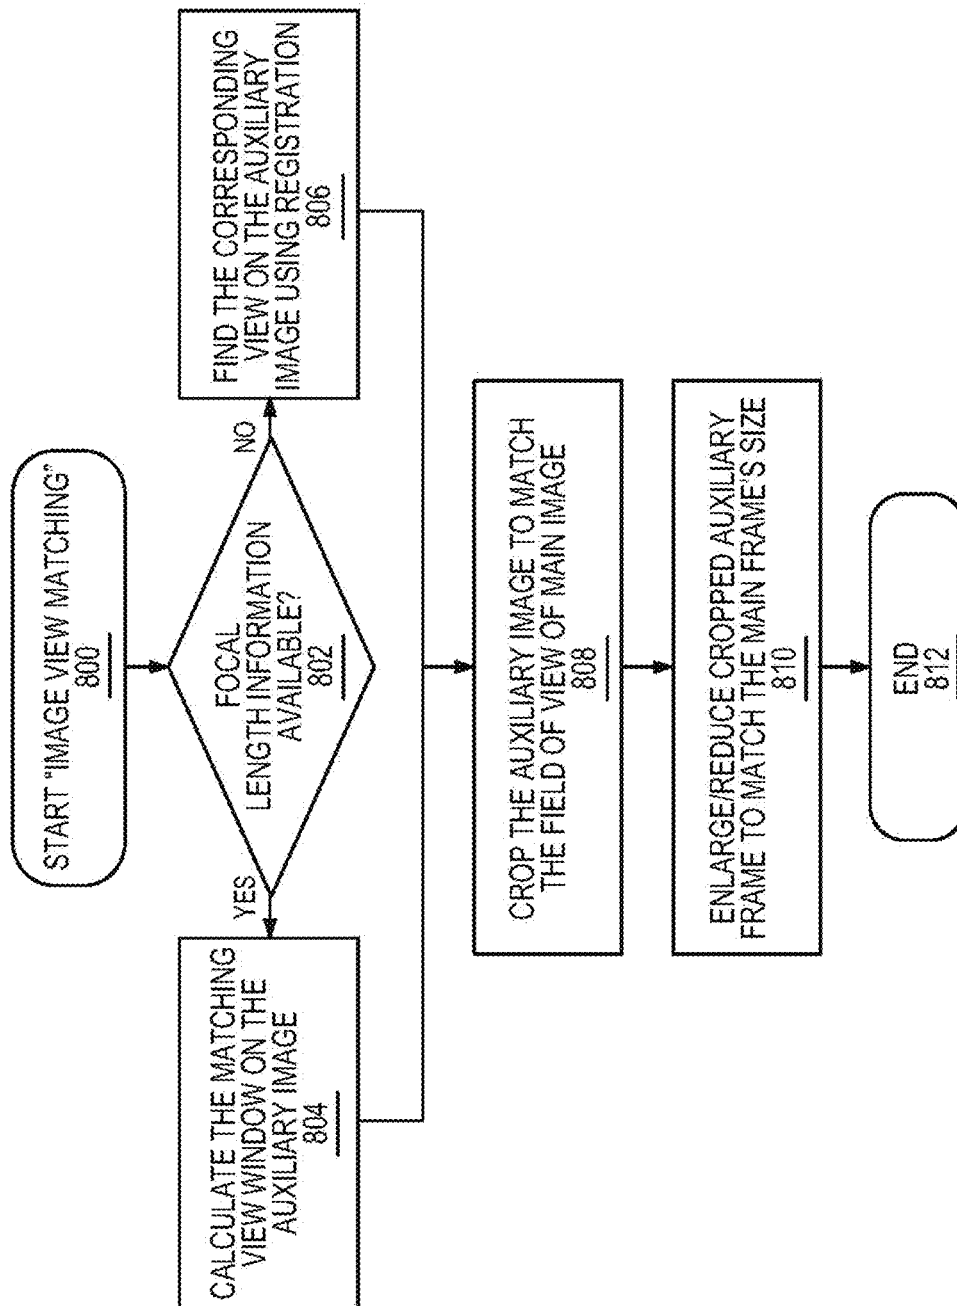 START "IMAGE VIEW MATCHING"
800
FOCAL
LENGTH INFORMATION
AVAILABLE?
802
YES
NO
CALCULATE THE MATCHING
VIEW WINDOW ON THE
AUXILIARY IMAGE
804
FIND THE CORRESPONDING
VIEW ON THE AUXILIARY
IMAGE USING REGISTRATION
806
CROP THE AUXILIARY IMAGE TO MATCH
THE FIELD OF VIEW OF MAIN IMAGE
808
ENLARGE/REDUCE CROPPED AUXILIARY
FRAME TO MATCH THE MAIN FRAME'S SIZE
810
END
812